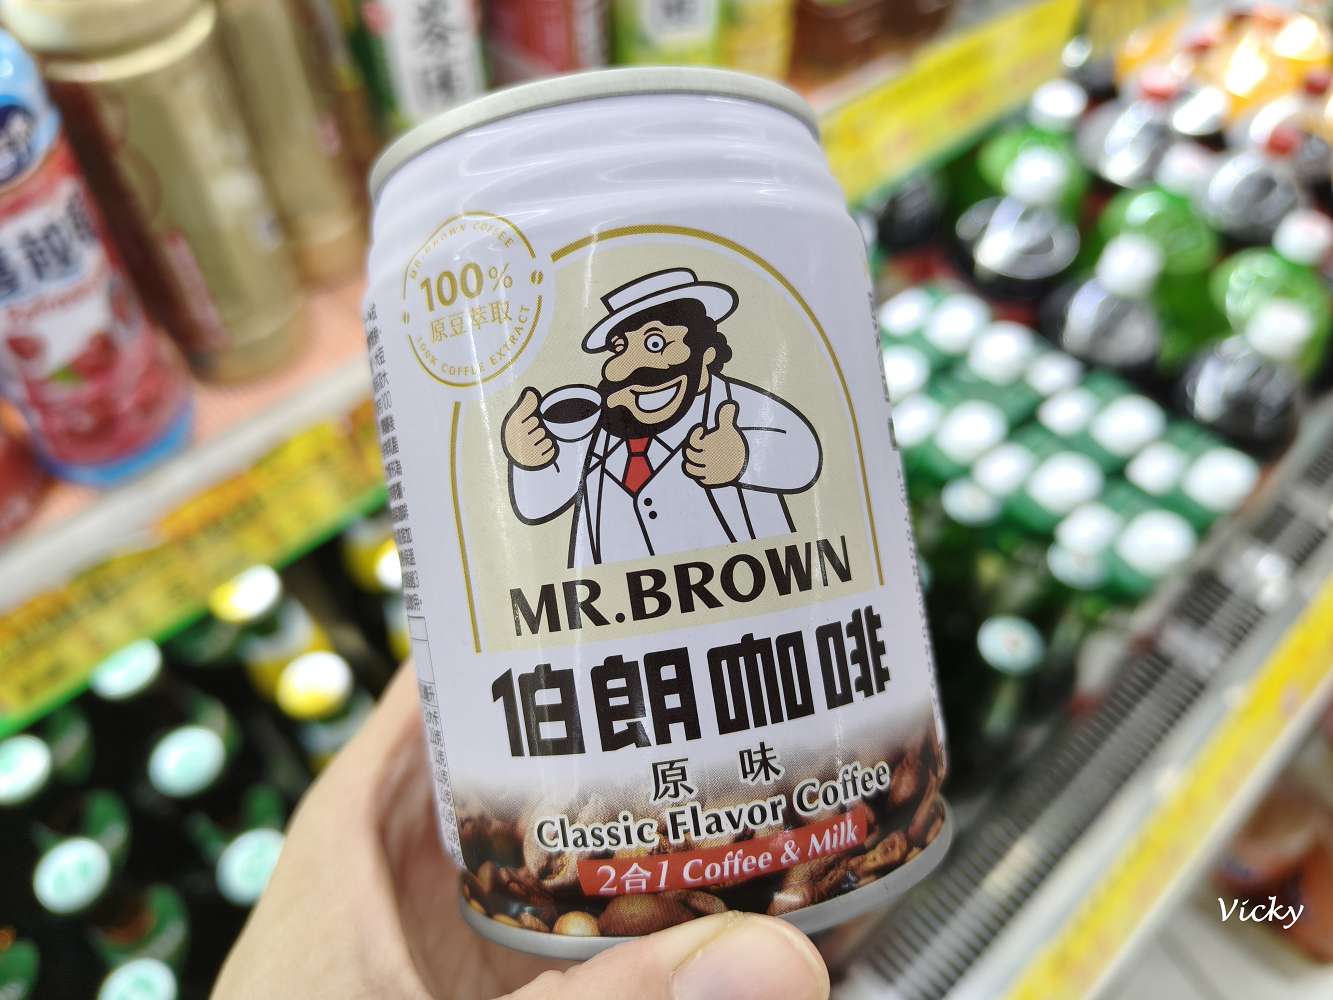 MR.BROWN COFFEE
100%
原豆萃取
100% COFFEE EXTRACT
MR.BROWN
伯朗咖啡
原味
Classic Flavor Coffee
2合1 Coffee & Milk
Vicky